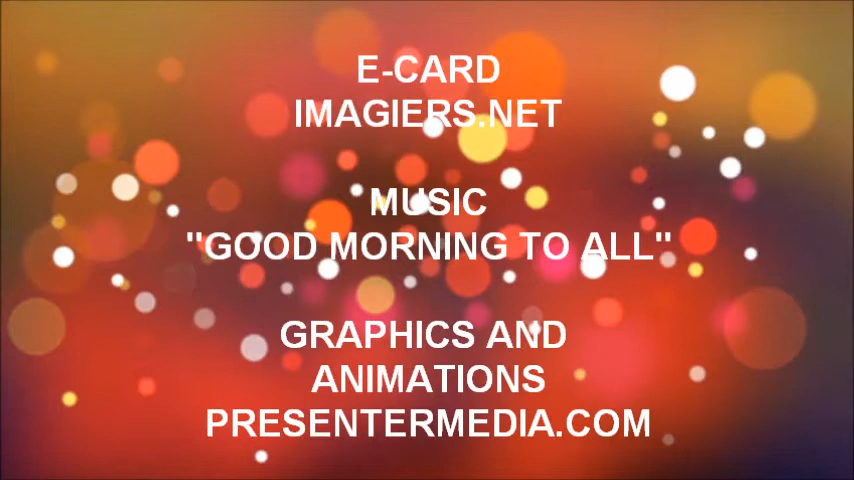 E-CARD
IMAGIERS.NET
MUSIC
"GOOD MORNING TO ALL"
GRAPHICS AND
ANIMATIONS
PRESENTERMEDIA.COM